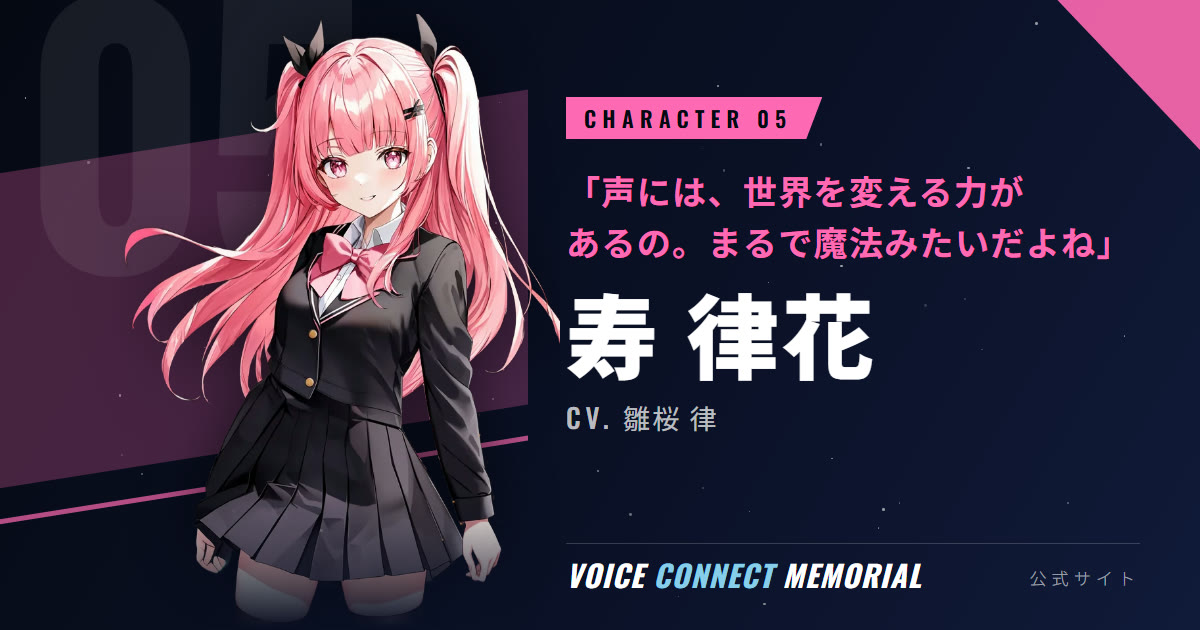 05
CHARACTER 05
「声には、世界を変える力が
あるの。まるで魔法みたいだよね」
寿 律花
CV. 雛桜 律
VOICE CONNECT MEMORIAL
公式サイト